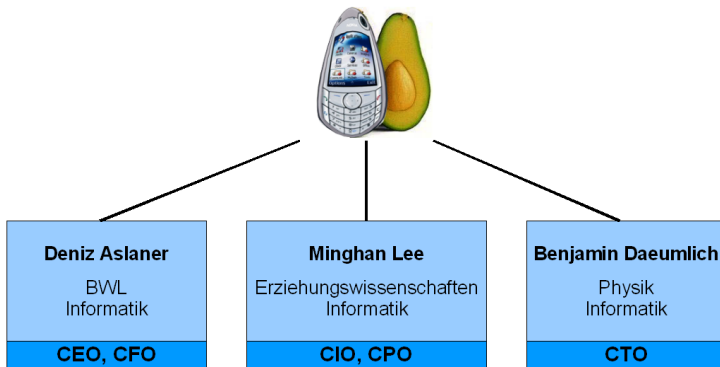 Deniz Aslaner
BWL
Informatik
CEO, CFO
Minghan Lee
Erziehungswissenschaften
Informatik
CIO, CPO
Benjamin Daeumlich
Physik
Informatik
CTO